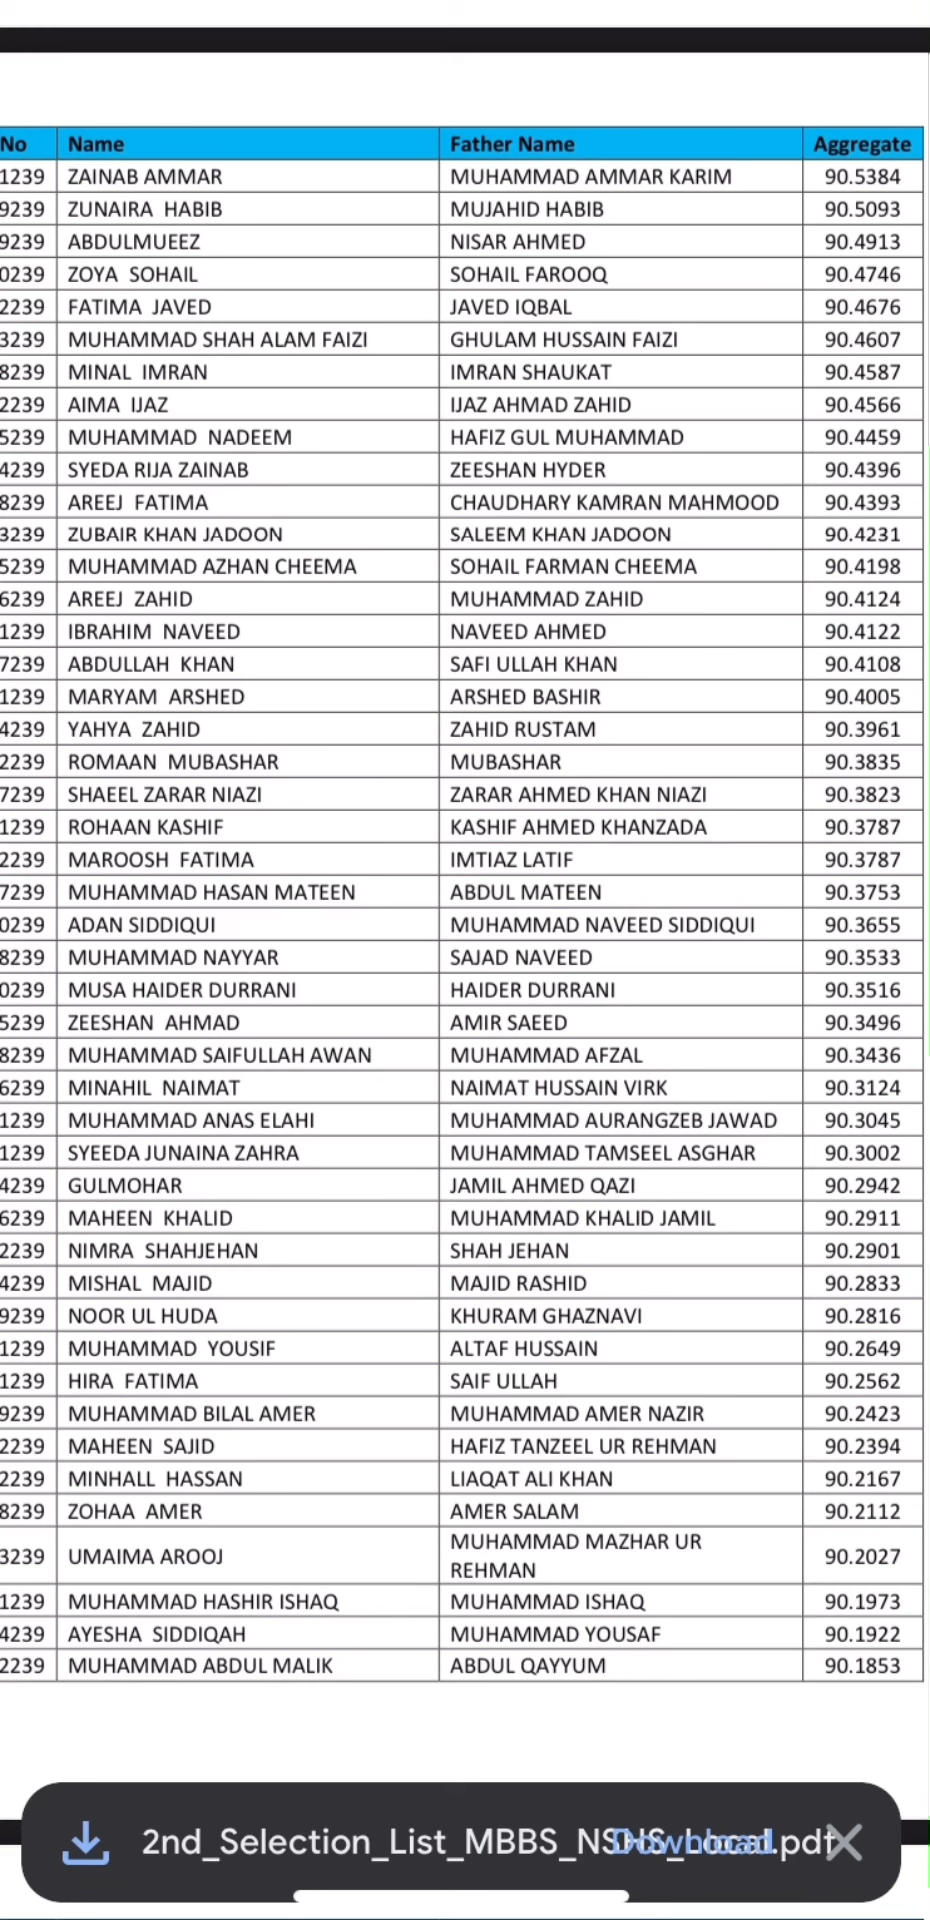 No Name Father Name Aggregate
1239 ZAINAB AMMAR MUHAMMAD AMMAR KARIM 90.5384
9239 ZUNAIRA HABIB MUJAHID HABIB 90.5093
9239 ABDULMUEEZ NISAR AHMED 90.4913
0239 ZOYA SOHAIL SOHAIL FAROOQ 90.4746
2239 FATIMA JAVED JAVED IQBAL 90.4676
3239 MUHAMMAD SHAH ALAM FAIZI GHULAM HUSSAIN FAIZI 90.4607
8239 MINAL IMRAN IMRAN SHAUKAT 90.4587
2239 AIMA IJAZ IJAZ AHMAD ZAHID 90.4566
5239 MUHAMMAD NADEEM HAFIZ GUL MUHAMMAD 90.4459
4239 SYEDA RIJA ZAINAB ZEESHAN HYDER 90.4396
8239 AREEJ FATIMA CHAUDHARY KAMRAN MAHMOOD 90.4393
3239 ZUBAIR KHAN JADOON SALEEM KHAN JADOON 90.4231
5239 MUHAMMAD AZHAN CHEEMA SOHAIL FARMAN CHEEMA 90.4198
6239 AREEJ ZAHID MUHAMMAD ZAHID 90.4124
1239 IBRAHIM NAVEED NAVEED AHMED 90.4122
7239 ABDULLAH KHAN SAFI ULLAH KHAN 90.4108
1239 MARYAM ARSHED ARSHED BASHIR 90.4005
4239 YAHYA ZAHID ZAHID RUSTAM 90.3961
2239 ROMAAN MUBASHAR MUBASHAR 90.3835
7239 SHAEEL ZARAR NIAZI ZARAR AHMED KHAN NIAZI 90.3823
1239 ROHAAN KASHIF KASHIF AHMED KHANZADA 90.3787
2239 MAROOSH FATIMA IMTIAZ LATIF 90.3787
7239 MUHAMMAD HASAN MATEEN ABDUL MATEEN 90.3753
0239 ADAN SIDDIQUI MUHAMMAD NAVEED SIDDIQUI 90.3655
8239 MUHAMMAD NAYYAR SAJAD NAVEED 90.3533
0239 MUSA HAIDER DURRANI HAIDER DURRANI 90.3516
5239 ZEESHAN AHMAD AMIR SAEED 90.3496
8239 MUHAMMAD SAIFULLAH AWAN MUHAMMAD AFZAL 90.3436
6239 MINAHIL NAIMAT NAIMAT HUSSAIN VIRK 90.3124
1239 MUHAMMAD ANAS ELAHI MUHAMMAD AURANGZEB JAWAD 90.3045
1239 SYEEDA JUNAINA ZAHRA MUHAMMAD TAMSEEL ASGHAR 90.3002
4239 GULMOHAR JAMIL AHMED QAZI 90.2942
6239 MAHEEN KHALID MUHAMMAD KHALID JAMIL 90.2911
2239 NIMRA SHAHJEHAN SHAH JEHAN 90.2901
4239 MISHAL MAJID MAJID RASHID 90.2833
9239 NOOR UL HUDA KHURAM GHAZNAVI 90.2816
1239 MUHAMMAD YOUSIF ALTAF HUSSAIN 90.2649
1239 HIRA FATIMA SAIF ULLAH 90.2562
9239 MUHAMMAD BILAL AMER MUHAMMAD AMER NAZIR 90.2423
2239 MAHEEN SAJID HAFIZ TANZEEL UR REHMAN 90.2394
2239 MINHALL HASSAN LIAQAT ALI KHAN 90.2167
8239 ZOHAA AMER AMER SALAM 90.2112
3239 UMAIMA AROOJ MUHAMMAD MAZHAR UR
REHMAN 90.2027
1239 MUHAMMAD HASHIR ISHAQ MUHAMMAD ISHAQ 90.1973
4239 AYESHA SIDDIQAH MUHAMMAD YOUSAF 90.1922
2239 MUHAMMAD ABDUL MALIK ABDUL QAYYUM 90.1853
2nd_Selection_List_MBBS_NSHS_Local.pdf Download